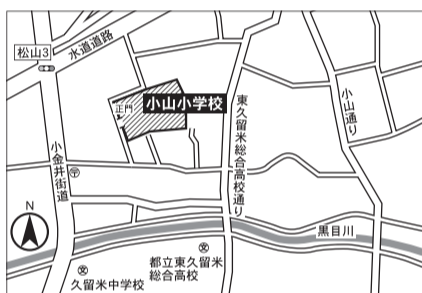 松山3
水道道路
正門
小山小学校
小金井街道
東久留米総合高校通り
小山通り
N
黒目川
都立東久留米
総合高校
久留米中学校